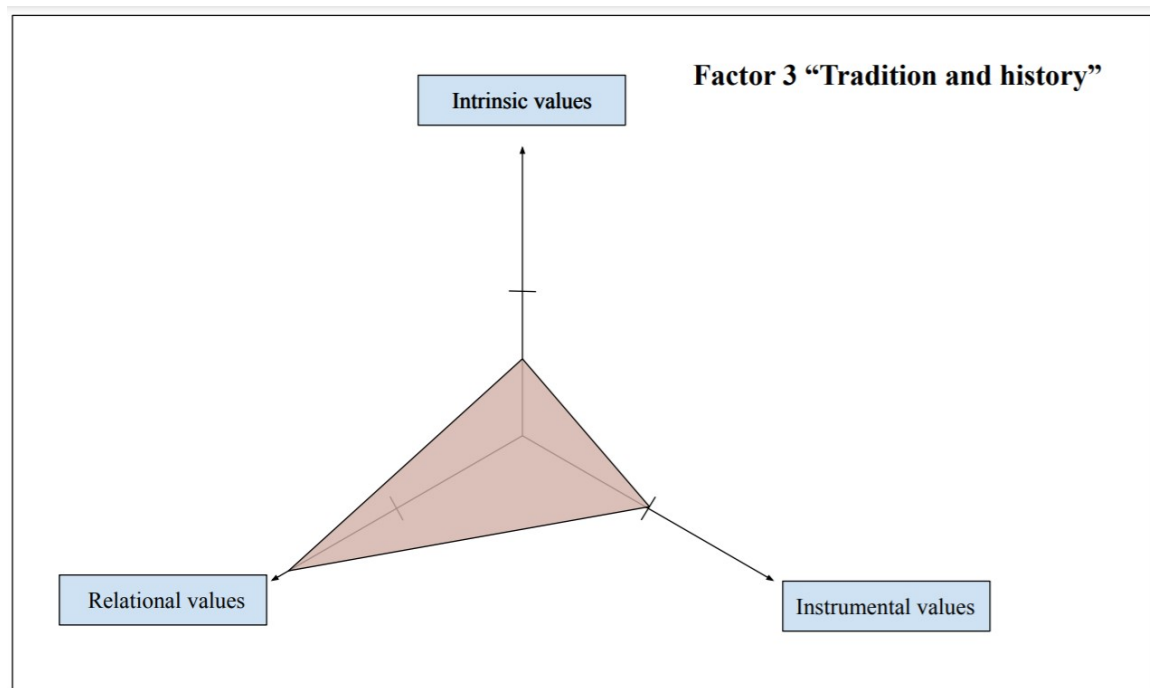 Factor 3 “Tradition and history”
Intrinsic values
Relational values
Instrumental values